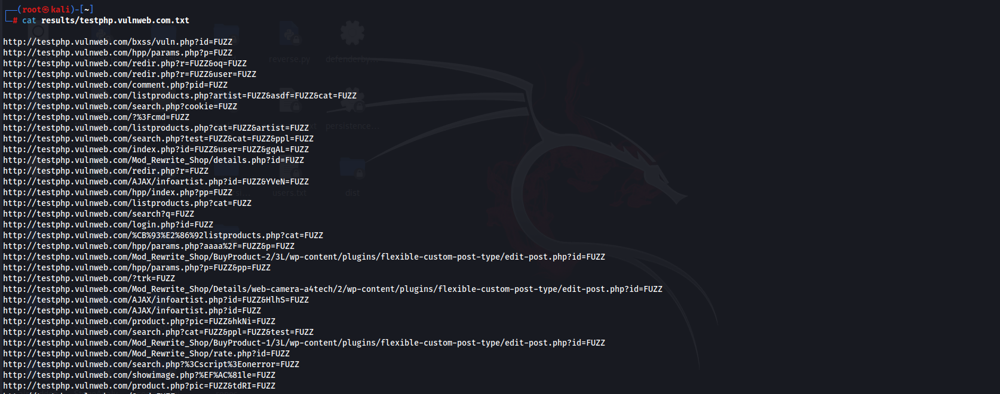 (root㉿kali)-[~]
# cat results/testphp.vulnweb.com.txt
http://testphp.vulnweb.com/bxss/vuln.php?id=FUZZ
http://testphp.vulnweb.com/hpp/params.php?p=FUZZ
http://testphp.vulnweb.com/redir.php?r=FUZZ&oq=FUZZ
http://testphp.vulnweb.com/redir.php?r=FUZZ&user=FUZZ
http://testphp.vulnweb.com/comment.php?pid=FUZZ
http://testphp.vulnweb.com/listproducts.php?artist=FUZZ&asdf=FUZZ&cat=FUZZ
http://testphp.vulnweb.com/search.php?cookie=FUZZ
http://testphp.vulnweb.com/?%3Fcmd=FUZZ
http://testphp.vulnweb.com/listproducts.php?cat=FUZZ&artist=FUZZ
http://testphp.vulnweb.com/search.php?test=FUZZ&cat=FUZZ&ppl=FUZZ
http://testphp.vulnweb.com/index.php?id=FUZZ&user=FUZZ&gqAL=FUZZ
http://testphp.vulnweb.com/Mod_Rewrite_Shop/details.php?id=FUZZ
http://testphp.vulnweb.com/redir.php?r=FUZZ
http://testphp.vulnweb.com/AJAX/infoartist.php?id=FUZZ&YVeN=FUZZ
http://testphp.vulnweb.com/hpp/index.php?pp=FUZZ
http://testphp.vulnweb.com/listproducts.php?cat=FUZZ
http://testphp.vulnweb.com/search?q=FUZZ
http://testphp.vulnweb.com/login.php?id=FUZZ
http://testphp.vulnweb.com/%CB%93%E2%86%92listproducts.php?cat=FUZZ
http://testphp.vulnweb.com/hpp/params.php?aaaa%2F=FUZZ&p=FUZZ
http://testphp.vulnweb.com/Mod_Rewrite_Shop/BuyProduct-2/3L/wp-content/plugins/flexible-custom-post-type/edit-post.php?id=FUZZ
http://testphp.vulnweb.com/hpp/params.php?p=FUZZ&pp=FUZZ
http://testphp.vulnweb.com/?trk=FUZZ
http://testphp.vulnweb.com/Mod_Rewrite_Shop/Details/web-camera-a4tech/2/wp-content/plugins/flexible-custom-post-type/edit-post.php?id=FUZZ
http://testphp.vulnweb.com/AJAX/infoartist.php?id=FUZZ&HlhS=FUZZ
http://testphp.vulnweb.com/AJAX/infoartist.php?id=FUZZ
http://testphp.vulnweb.com/product.php?pic=FUZZ&hkNi=FUZZ
http://testphp.vulnweb.com/search.php?cat=FUZZ&ppl=FUZZ&test=FUZZ
http://testphp.vulnweb.com/Mod_Rewrite_Shop/BuyProduct-1/3L/wp-content/plugins/flexible-custom-post-type/edit-post.php?id=FUZZ
http://testphp.vulnweb.com/Mod_Rewrite_Shop/rate.php?id=FUZZ
http://testphp.vulnweb.com/search.php?%3Cscript%3Eonerror=FUZZ
http://testphp.vulnweb.com/showimage.php?%EF%AC%81le=FUZZ
http://testphp.vulnweb.com/product.php?pic=FUZZ&tdRI=FUZZ
reverse.py
defenderby...
persistence...
users.txt
dist